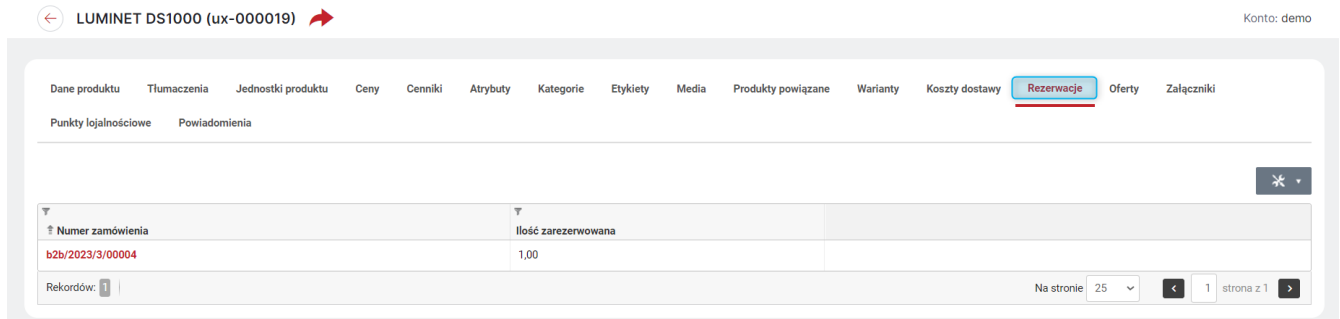 LUMINET DS1000 (ux-000019)
Konto: demo
Dane produktu Tłumaczenia Jednostki produktu Ceny Cenniki Atrybuty Kategorie Etykiety Media Produkty powiązane Warianty Koszty dostawy Rezerwacje Oferty Załączniki
Punkty lojalnościowe Powiadomienia
Numer zamówienia Ilość zarezerwowana
b2b/2023/3/00004 1,00
Rekordów: 1 Na stronie 25 1 strona z 1